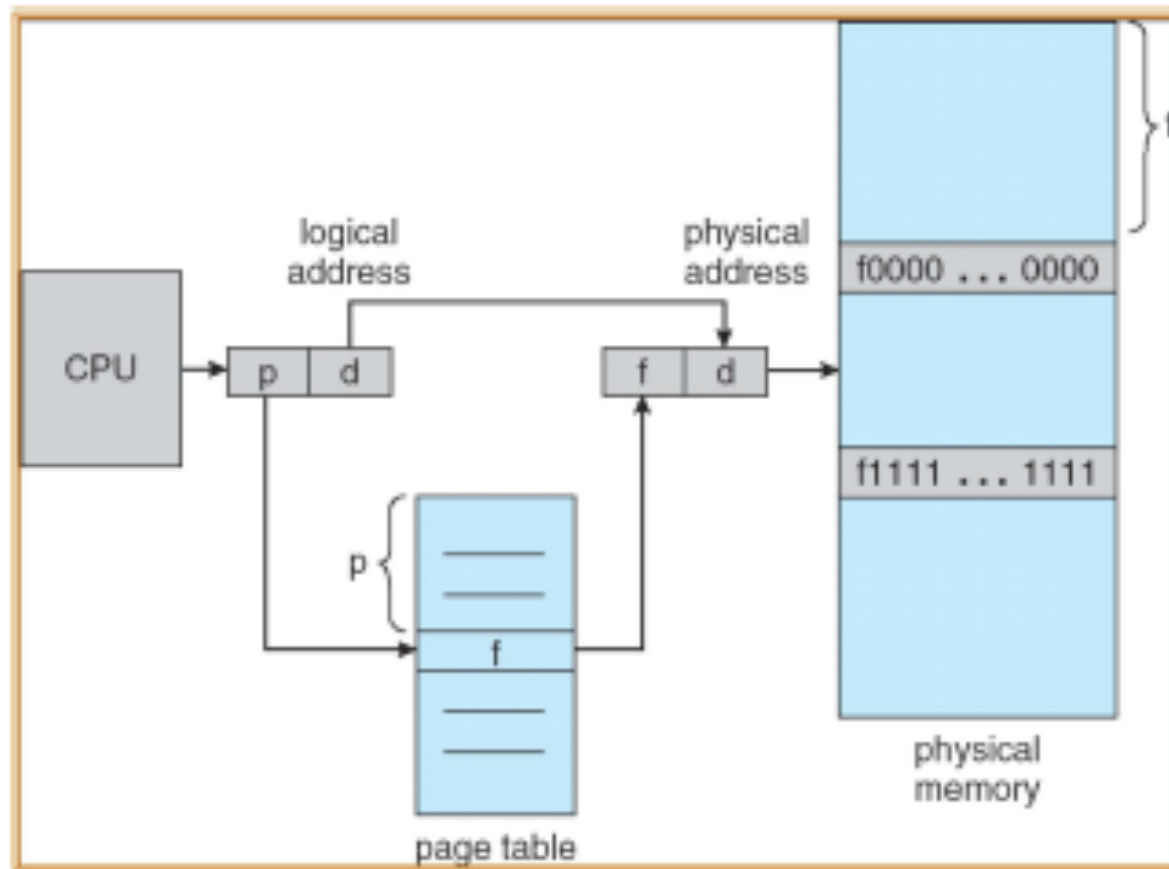 logical
address
physical
address
f0000 ... 0000
CPU
p
d
f
d
f1111 ... 1111
p
f
physical
memory
page table